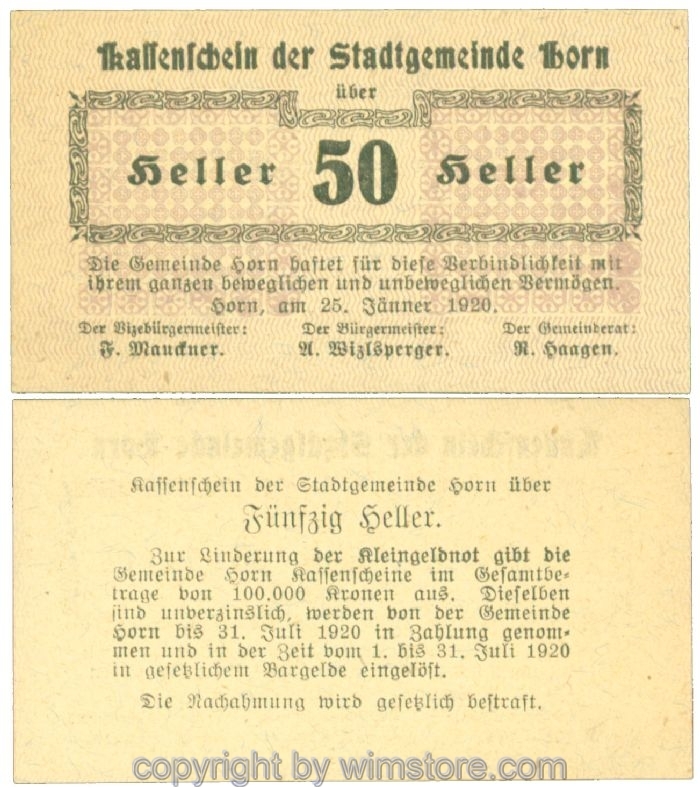 Kassenschein der Stadtgemeinde Horn
über
Heller 50 Heller
Die Gemeinde Horn haftet für diese Verbindlichkeit mit
ihrem ganzen beweglichen und unbeweglichen Vermögen.
Horn, am 25. Jänner 1920.
Der Vizebürgermeister: Der Bürgermeister: Der Gemeinderat:
F. Mauckner. A. Wizlsperger. R. Haagen.
Kassenschein der Stadtgemeinde Horn über
Fünfzig Heller.
Zur Linderung der Kleingeldnot gibt die
Gemeinde Horn Kassenscheine im Gesamtbe-
trage von 100.000 Kronen aus. Dieselben
sind unverzinslich, werden von der Gemeinde
Horn bis 31. Juli 1920 in Zahlung genom-
men und in der Zeit vom 1. bis 31. Juli 1920
in gesetzlichem Bargelde eingelöst.
Die Nachahmung wird gesetzlich bestraft.
copyright by wimstore.com